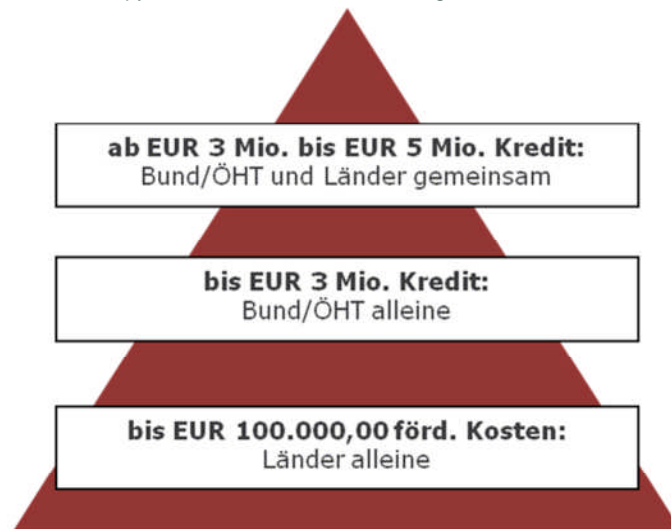 ab EUR 3 Mio. bis EUR 5 Mio. Kredit:
Bund/ÖHT und Länder gemeinsam
bis EUR 3 Mio. Kredit:
Bund/ÖHT alleine
bis EUR 100.000,00 förd. Kosten:
Länder alleine